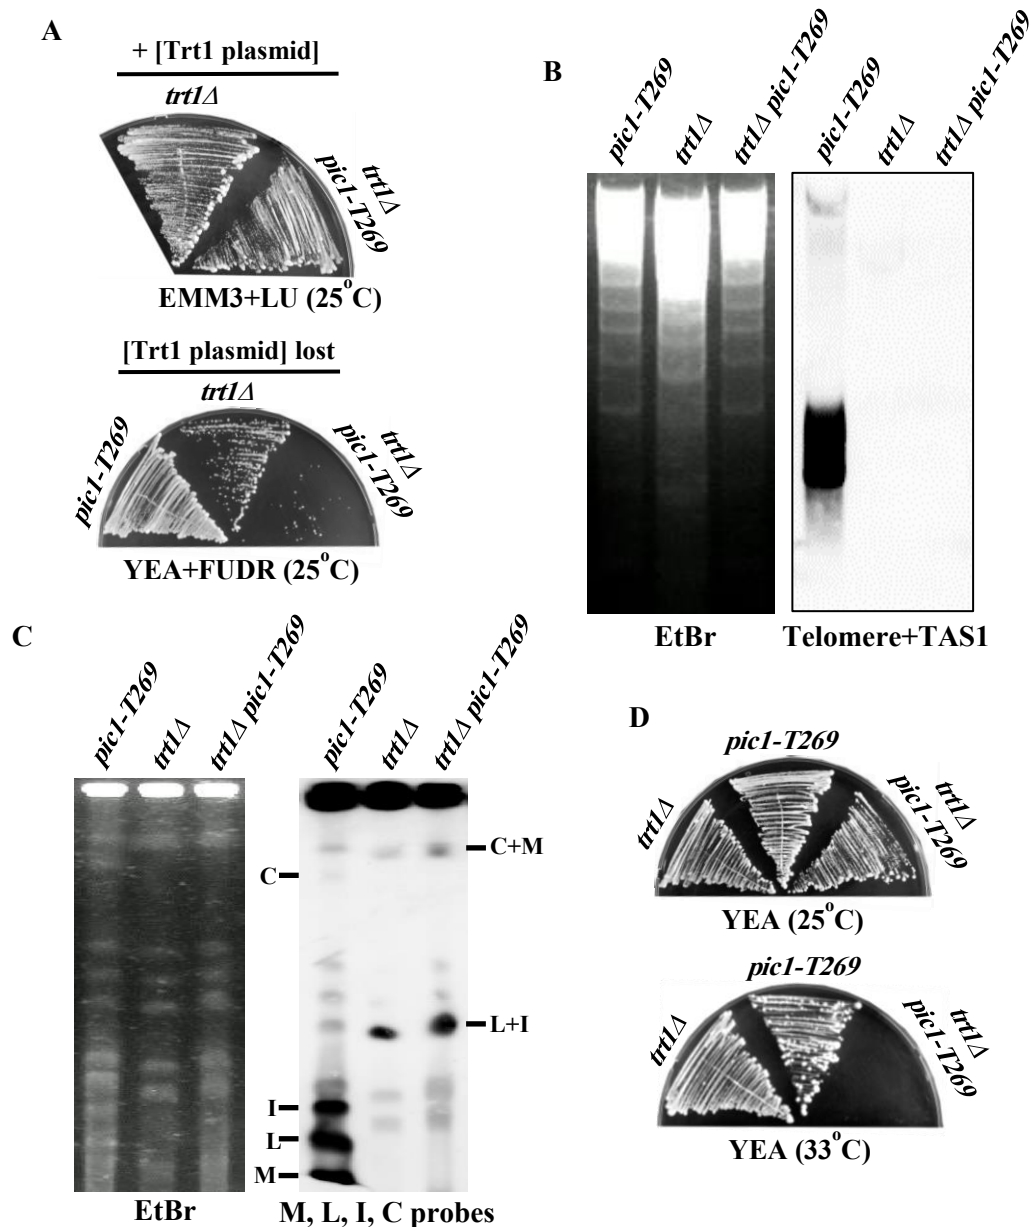 A
+ [Trt1 plasmid]
trt1Δ
trt1Δ
pic1-T269
EMM3+LU (25°C)
[Trt1 plasmid] lost
trt1Δ
pic1-T269
trt1Δ
pic1-T269
YEA+FUDR (25°C)
B
pic1-T269
trt1Δ
trt1Δ pic1-T269
pic1-T269
trt1Δ
trt1Δ pic1-T269
EtBr
Telomere+TAS1
C
pic1-T269
trt1Δ
trt1Δ pic1-T269
pic1-T269
trt1Δ
trt1Δ pic1-T269
C+M
C
L+I
I
L
M
EtBr
M, L, I, C probes
D
pic1-T269
trt1Δ
trt1Δ
pic1-T269
YEA (25°C)
pic1-T269
trt1Δ
trt1Δ
pic1-T269
YEA (33°C)